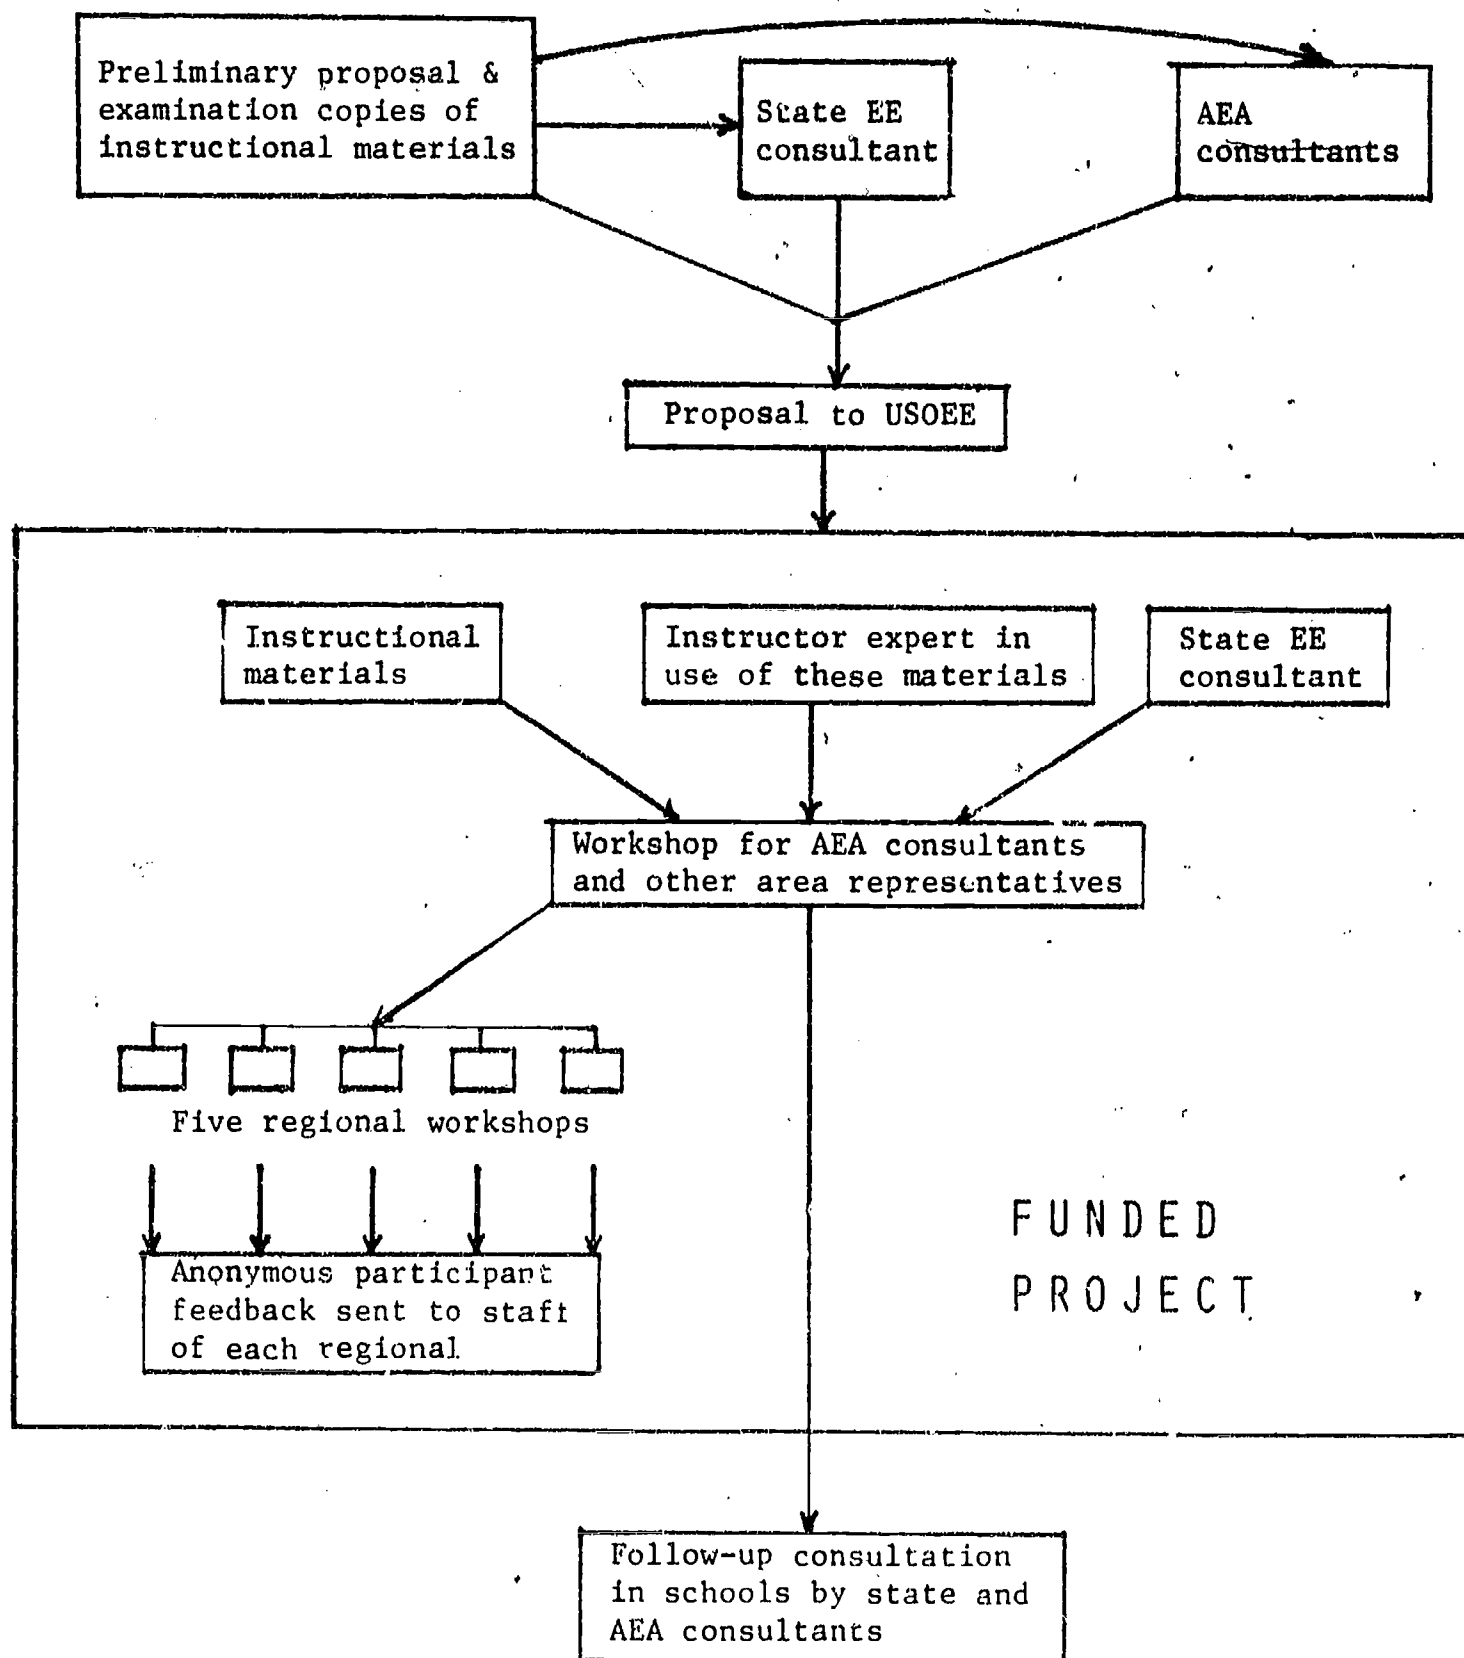 Preliminary proposal &
examination copies of
instructional materials
State EE
consultant
AEA
consultants
Proposal to USOEE
Instructional
materials
Instructor expert in
use of these materials
State EE
consultant
Workshop for AEA consultants
and other area representatives
Five regional workshops
Anonymous participant
feedback sent to staff
of each regional
FUNDED
PROJECT
Follow-up consultation
in schools by state and
AEA consultants